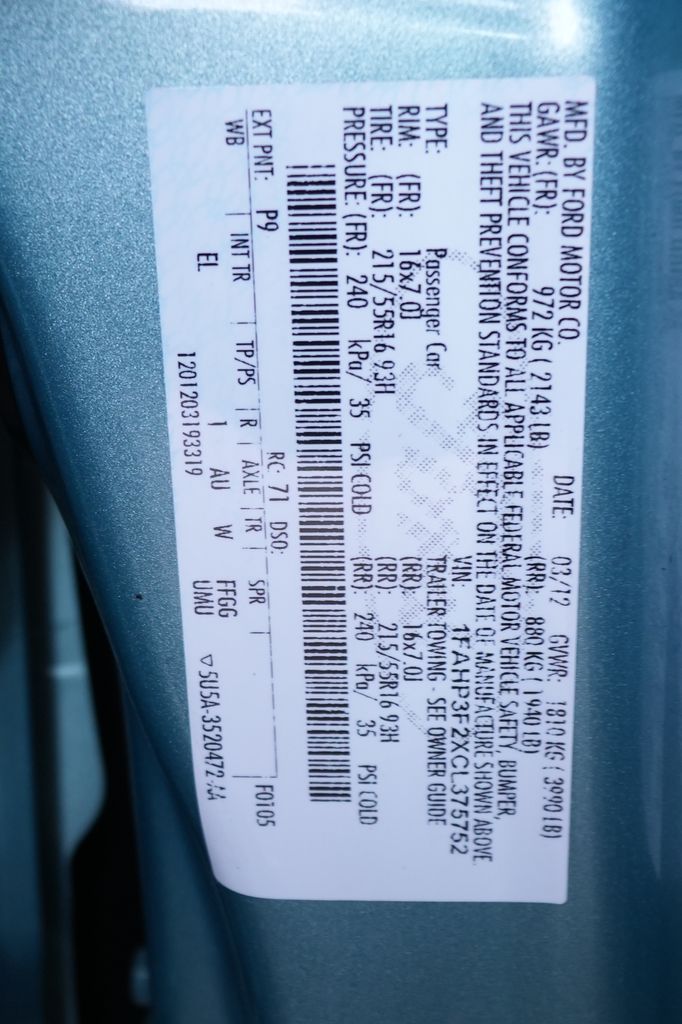 MFD. BY FORD MOTOR CO.
DATE: 03/12 GVWR: 1810 KG ( 3990 LB)
GAWR: (FR): 972 KG ( 2143 LB) (RR): 880 KG ( 1940 LB)
THIS VEHICLE CONFORMS TO ALL APPLICABLE FEDERAL MOTOR VEHICLE SAFETY, BUMPER,
AND THEFT PREVENTION STANDARDS IN EFFECT ON THE DATE OF MANUFACTURE SHOWN ABOVE.
VIN: 1FAHP3F2XCL375752
TYPE: Passenger Car TRAILER TOWING - SEE OWNER GUIDE
RIM: (FR): 16x7.0J (RR): 16x7.0J
TIRE: (FR): 215/55R16 93H (RR): 215/55R16 93H
PRESSURE: (FR): 240 kPa/ 35 PSI COLD (RR): 240 kPa/ 35 PSI COLD
EXT PNT: P9 RC: 71 DSO: F0105
WB | INT TR | TP/PS | R | AXLE | TR | SPR |
EL 1 AU W FFGG
1201203193319 UMU ▽5U5A-3520472-AA